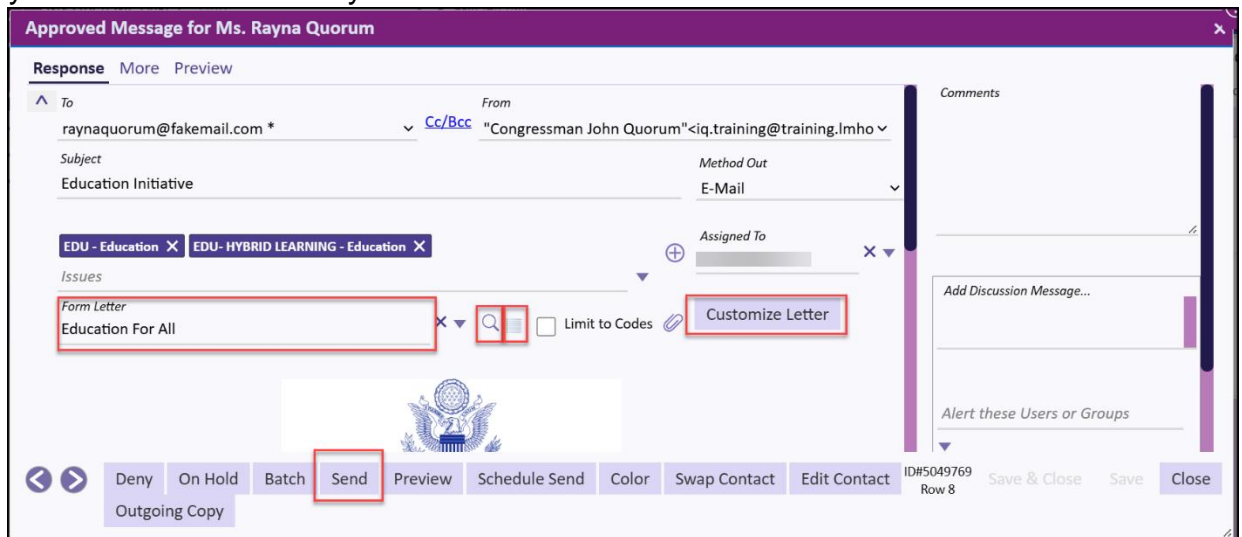 Approved Message for Ms. Rayna Quorum
Response More Preview
To
raynaquorum@fakemail.com *
Cc/Bcc
From
"Congressman John Quorum"<iq.training@training.lmho
Subject
Education Initiative
Method Out
E-Mail
EDU - Education X EDU- HYBRID LEARNING - Education X
Issues
Assigned To
Form Letter
Education For All
Limit to Codes
Customize Letter
Comments
Add Discussion Message...
Alert these Users or Groups
Deny On Hold Batch Send Preview Schedule Send Color Swap Contact Edit Contact
ID#5049769
Row 8
Save & Close Save Close
Outgoing Copy